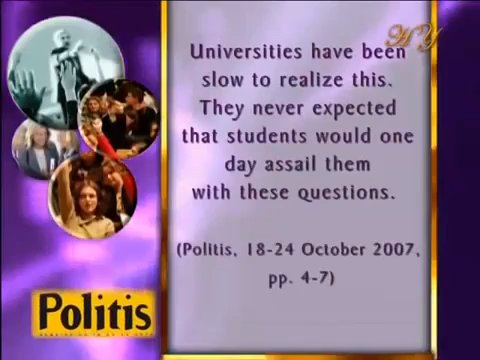 HY
Universities have been
slow to realize this.
They never expected
that students would one
day assail them
with these questions.
(Politis, 18-24 October 2007,
pp. 4-7)
Politis